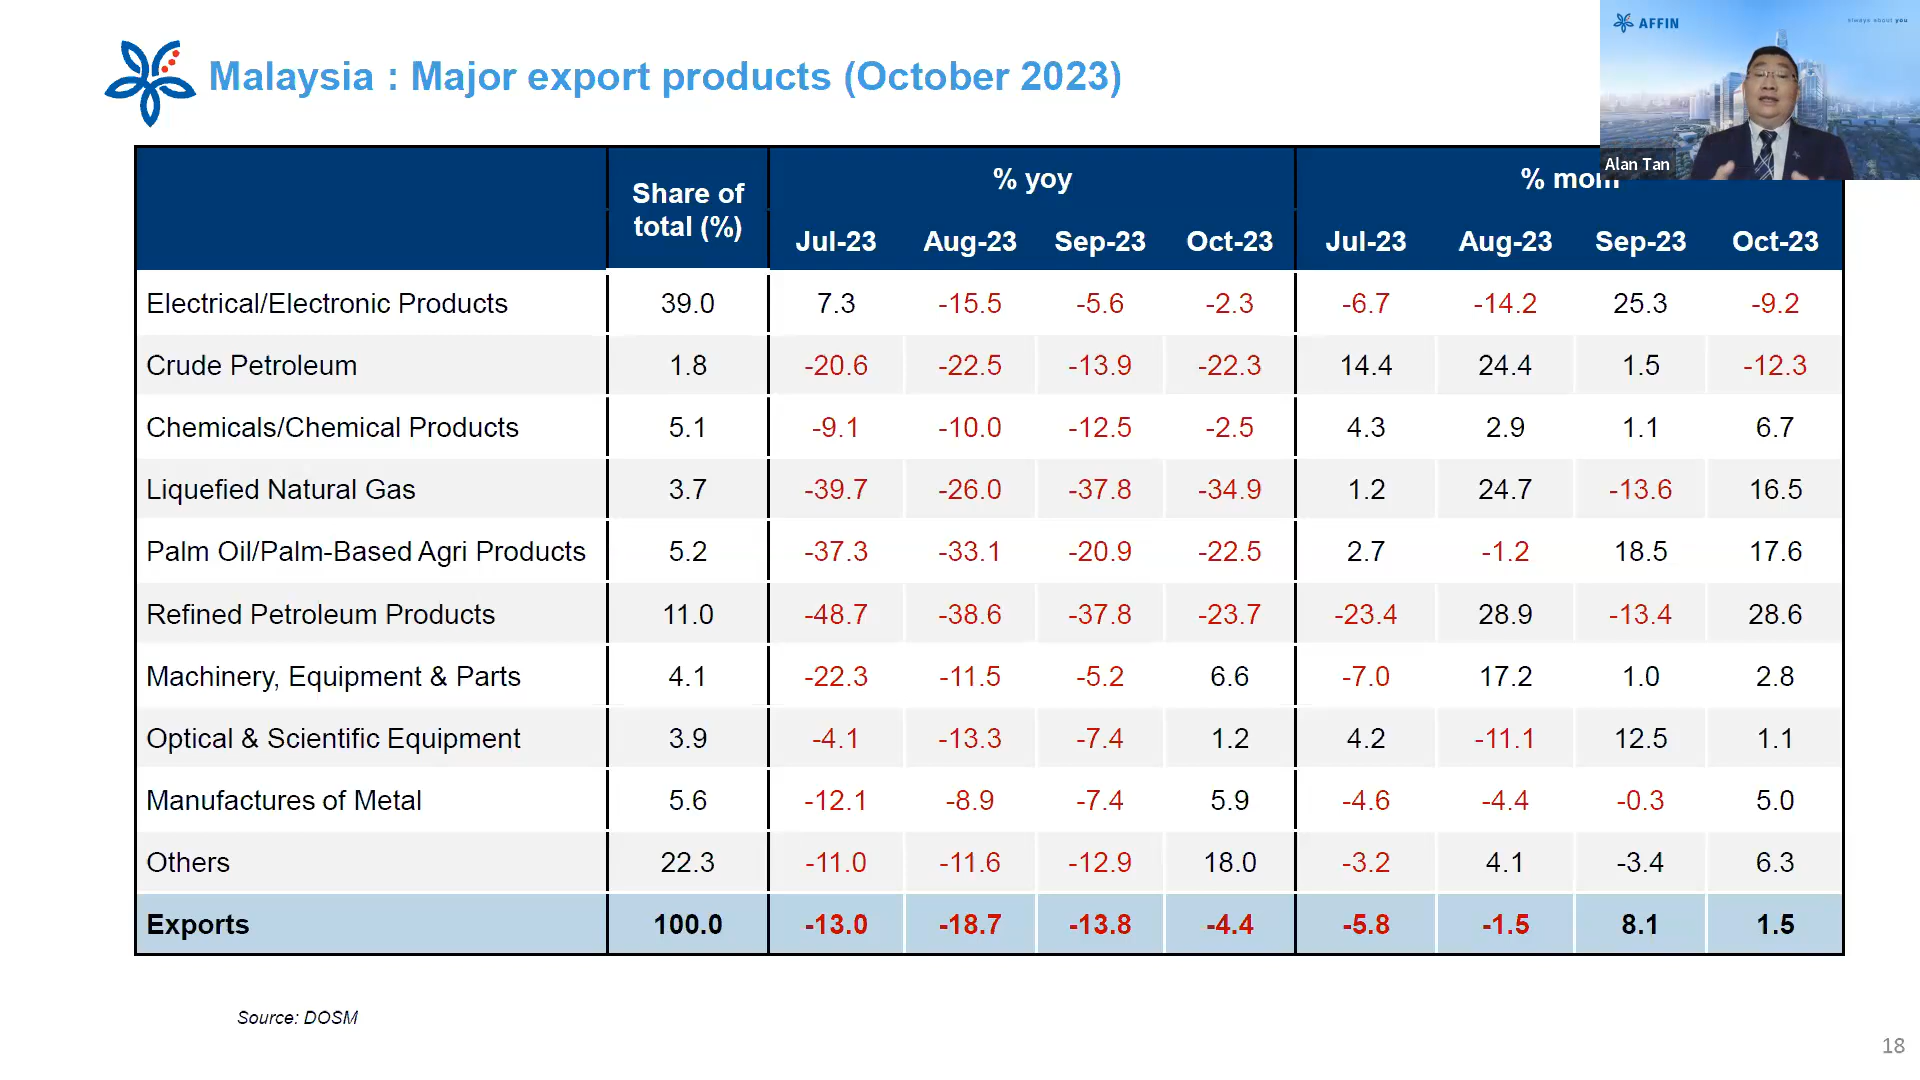 AFFIN
always about you
Malaysia : Major export products (October 2023)
Alan Tan
Share of total (%) % yoy % mom
Jul-23 Aug-23 Sep-23 Oct-23 Jul-23 Aug-23 Sep-23 Oct-23
Electrical/Electronic Products 39.0 7.3 -15.5 -5.6 -2.3 -6.7 -14.2 25.3 -9.2
Crude Petroleum 1.8 -20.6 -22.5 -13.9 -22.3 14.4 24.4 1.5 -12.3
Chemicals/Chemical Products 5.1 -9.1 -10.0 -12.5 -2.5 4.3 2.9 1.1 6.7
Liquefied Natural Gas 3.7 -39.7 -26.0 -37.8 -34.9 1.2 24.7 -13.6 16.5
Palm Oil/Palm-Based Agri Products 5.2 -37.3 -33.1 -20.9 -22.5 2.7 -1.2 18.5 17.6
Refined Petroleum Products 11.0 -48.7 -38.6 -37.8 -23.7 -23.4 28.9 -13.4 28.6
Machinery, Equipment & Parts 4.1 -22.3 -11.5 -5.2 6.6 -7.0 17.2 1.0 2.8
Optical & Scientific Equipment 3.9 -4.1 -13.3 -7.4 1.2 4.2 -11.1 12.5 1.1
Manufactures of Metal 5.6 -12.1 -8.9 -7.4 5.9 -4.6 -4.4 -0.3 5.0
Others 22.3 -11.0 -11.6 -12.9 18.0 -3.2 4.1 -3.4 6.3
Exports 100.0 -13.0 -18.7 -13.8 -4.4 -5.8 -1.5 8.1 1.5
Source: DOSM
18